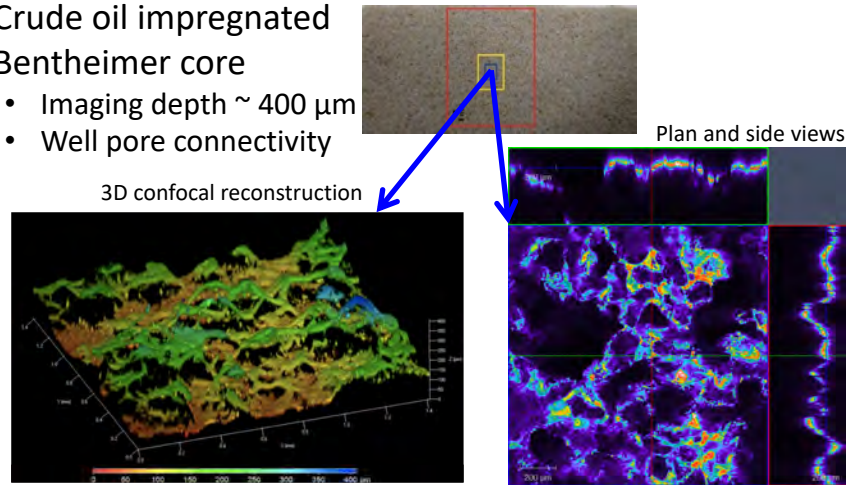 Crude oil impregnated
Bentheimer core
• Imaging depth ~ 400 µm
• Well pore connectivity
Plan and side views
3D confocal reconstruction
0 50 100 150 200 250 300 350 400 µm
200 µm